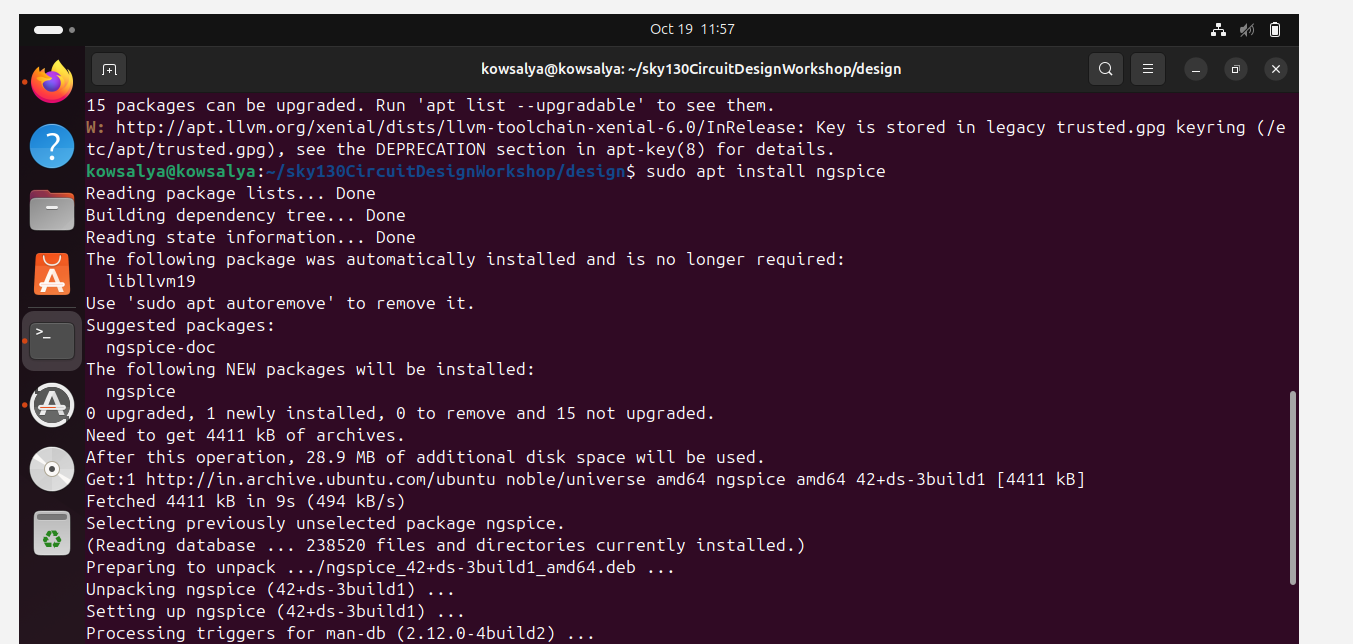 Oct 19 11:57
kowsalya@kowsalya: ~/sky130CircuitDesignWorkshop/design
15 packages can be upgraded. Run 'apt list --upgradable' to see them.
W: http://apt.llvm.org/xenial/dists/llvm-toolchain-xenial-6.0/InRelease: Key is stored in legacy trusted.gpg keyring (/e
tc/apt/trusted.gpg), see the DEPRECATION section in apt-key(8) for details.
kowsalya@kowsalya:~/sky130CircuitDesignWorkshop/design$ sudo apt install ngspice
Reading package lists... Done
Building dependency tree... Done
Reading state information... Done
The following package was automatically installed and is no longer required:
  libllvm19
Use 'sudo apt autoremove' to remove it.
Suggested packages:
  ngspice-doc
The following NEW packages will be installed:
  ngspice
0 upgraded, 1 newly installed, 0 to remove and 15 not upgraded.
Need to get 4411 kB of archives.
After this operation, 28.9 MB of additional disk space will be used.
Get:1 http://in.archive.ubuntu.com/ubuntu noble/universe amd64 ngspice amd64 42+ds-3build1 [4411 kB]
Fetched 4411 kB in 9s (494 kB/s)
Selecting previously unselected package ngspice.
(Reading database ... 238520 files and directories currently installed.)
Preparing to unpack .../ngspice_42+ds-3build1_amd64.deb ...
Unpacking ngspice (42+ds-3build1) ...
Setting up ngspice (42+ds-3build1) ...
Processing triggers for man-db (2.12.0-4build2) ...